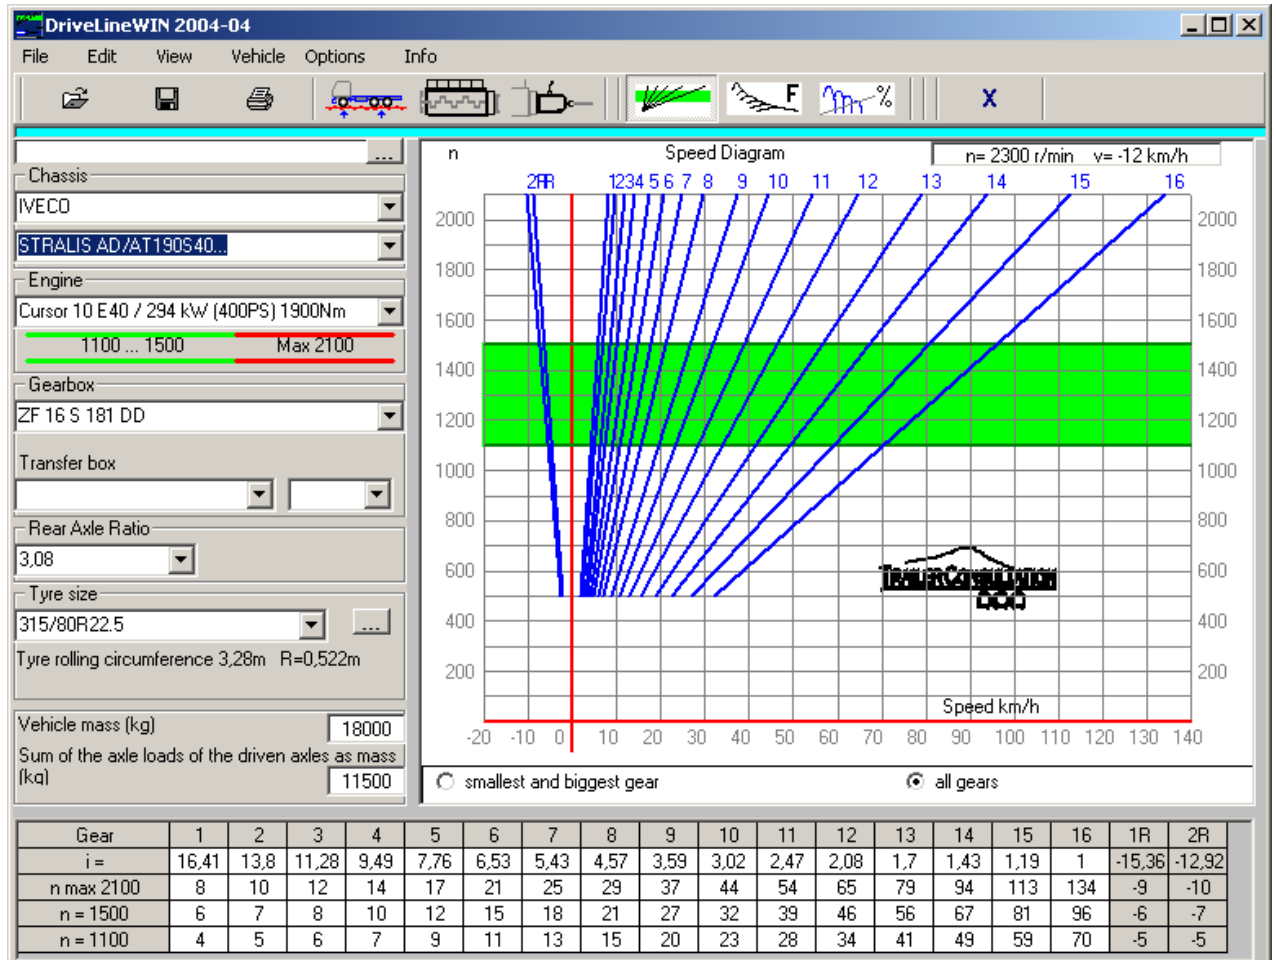 DriveLineWIN 2004-04
File Edit View Vehicle Options Info
F % X
...
Chassis
IVECO
STRALIS AD/AT190S40...
Engine
Cursor 10 E40 / 294 kW (400PS) 1900Nm
1100 ... 1500 Max 2100
Gearbox
ZF 16 S 181 DD
Transfer box
Rear Axle Ratio
3,08
Tyre size
315/80R22.5 ...
Tyre rolling circumference 3,28m R=0,522m
Vehicle mass (kg)
18000
Sum of the axle loads of the driven axles as mass
(kg) 11500
n Speed Diagram n= 2300 r/min v= -12 km/h
1 2 3 4 5 6 7 8 9 10 11 12 13 14 15 16
2000 2000
1800 1800
1600 1600
1400 1400
1200 1200
1000 1000
800 800
600 600
400 400
200 200
Speed km/h
-20 -10 0 10 20 30 40 50 60 70 80 90 100 110 120 130 140
smallest and biggest gear all gears
Gear 1 2 3 4 5 6 7 8 9 10 11 12 13 14 15 16 1R 2R
i = 16,41 13,8 11,28 9,49 7,76 6,53 5,43 4,57 3,59 3,02 2,47 2,08 1,7 1,43 1,19 1 -15,36 -12,92
n max 2100 8 10 12 14 17 21 25 29 37 44 54 65 79 94 113 134 -9 -10
n = 1500 6 7 8 10 12 15 18 21 27 32 39 46 56 67 81 96 -6 -7
n = 1100 4 5 6 7 9 11 13 15 20 23 28 34 41 49 59 70 -5 -5